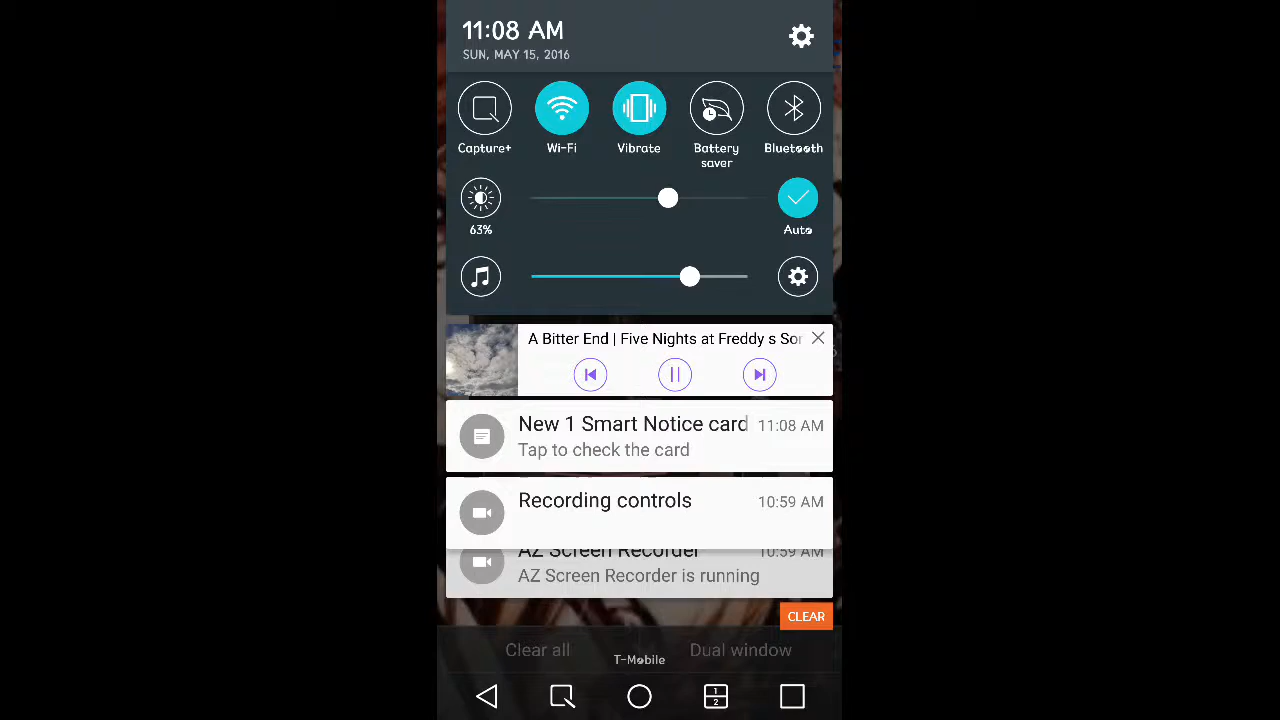 11:08 AM
SUN, MAY 15, 2016
Capture+
Wi-Fi
Vibrate
Battery saver
Bluetooth
63%
Auto
A Bitter End | Five Nights at Freddy s Sor
New 1 Smart Notice card
11:08 AM
Tap to check the card
Recording controls
10:59 AM
AZ Screen Recorder
10:59 AM
AZ Screen Recorder is running
CLEAR
Clear all
Dual window
T-Mobile
1
2